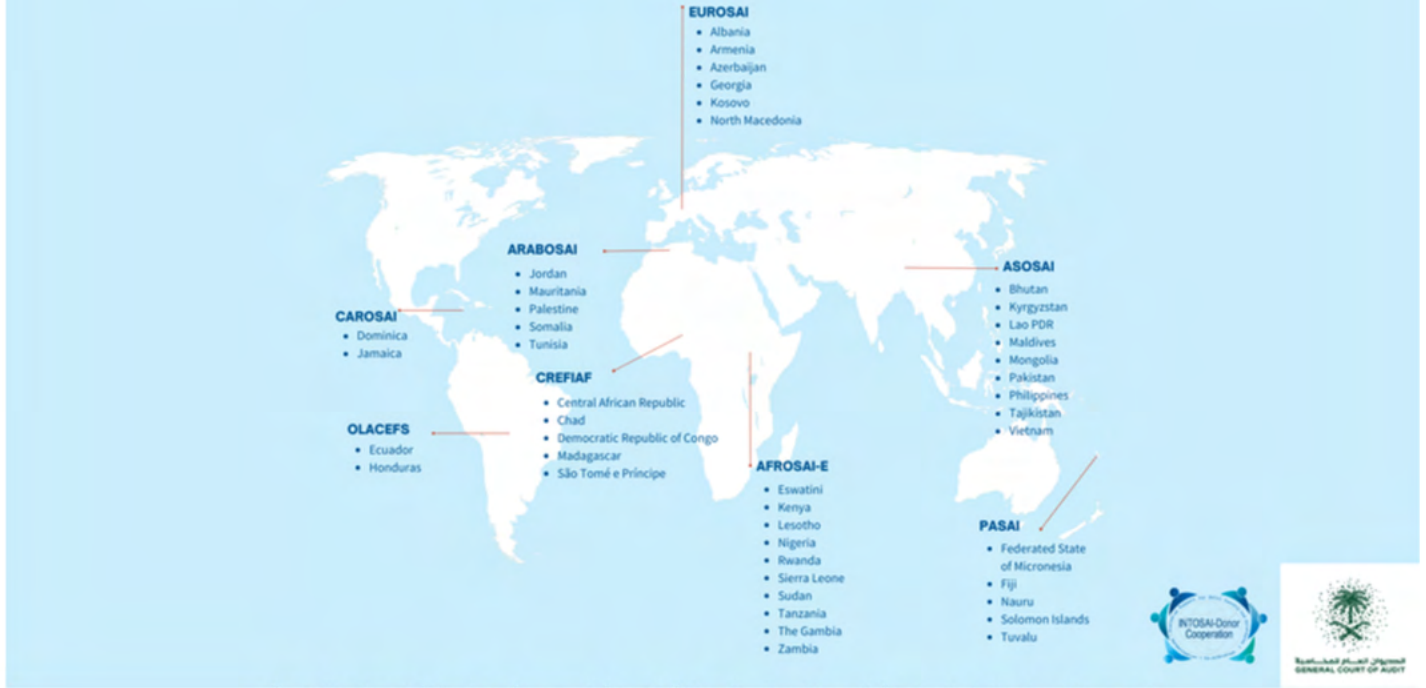 EUROSAI
• Albania
• Armenia
• Azerbaijan
• Georgia
• Kosovo
• North Macedonia
ARABOSAI
• Jordan
• Mauritania
• Palestine
• Somalia
• Tunisia
ASOSAI
• Bhutan
• Kyrgyzstan
• Lao PDR
• Maldives
• Mongolia
• Pakistan
• Philippines
• Tajikistan
• Vietnam
CAROSAI
• Dominica
• Jamaica
CREFIAF
• Central African Republic
• Chad
• Democratic Republic of Congo
• Madagascar
• São Tomé e Príncipe
OLACEFS
• Ecuador
• Honduras
AFROSAI-E
• Eswatini
• Kenya
• Lesotho
• Nigeria
• Rwanda
• Sierra Leone
• Sudan
• Tanzania
• The Gambia
• Zambia
PASAI
• Federated State
of Micronesia
• Fiji
• Nauru
• Solomon Islands
• Tuvalu
INTOSAI-Donor
Cooperation
الديوان العام للمحاسبة
GENERAL COURT OF AUDIT